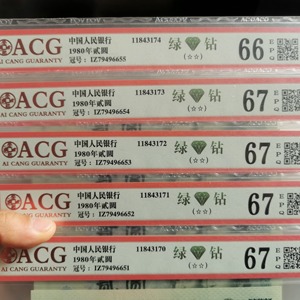 ACG
AI CANG GUARANTY
中国人民银行 11843174
1980年贰圆
冠号: IZ79496655
绿 钻
(☆☆)
66 EPQ
ACG
AI CANG GUARANTY
中国人民银行 11843173
1980年贰圆
冠号: IZ79496654
绿 钻
(☆☆)
67 EPQ
ACG
AI CANG GUARANTY
中国人民银行 11843172
1980年贰圆
冠号: IZ79496653
绿 钻
(☆☆)
67 EPQ
ACG
AI CANG GUARANTY
中国人民银行 11843171
1980年贰圆
冠号: IZ79496652
绿 钻
(☆☆)
67 EPQ
ACG
AI CANG GUARANTY
中国人民银行 11843170
1980年贰圆
冠号: IZ79496651
绿 钻
(☆☆)
67 EPQ